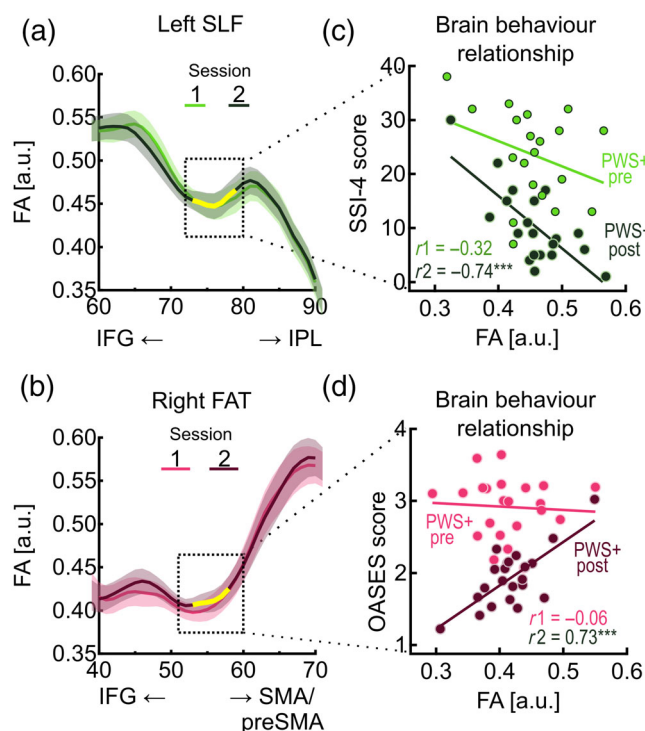 (a)
Left SLF
Session
1 2
0.60
0.55
0.50
0.45
0.40
0.35
FA [a.u.]
60 70 80 90
IFG ← → IPL
(c)
Brain behaviour
relationship
40
30
20
10
0
SSI-4 score
PWS+
pre
PWS+
post
r1 = −0.32
r2 = −0.74***
0.3 0.4 0.5 0.6
FA [a.u.]
(b)
Right FAT
Session
1 2
0.60
0.55
0.50
0.45
0.40
0.35
FA [a.u.]
40 50 60 70
IFG ← → SMA/
preSMA
(d)
Brain behaviour
relationship
4
3
2
1
OASES score
PWS+
pre
PWS+
post
r1 = −0.06
r2 = 0.73***
0.3 0.4 0.5 0.6
FA [a.u.]